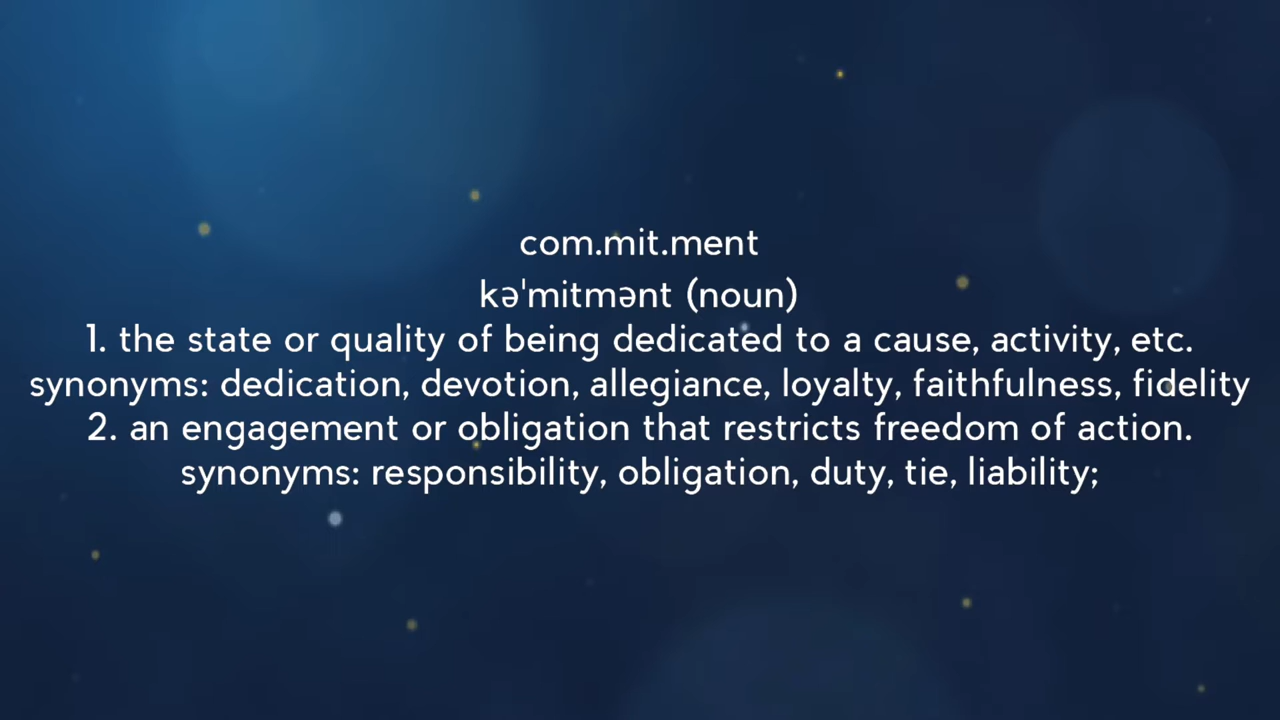 com.mit.ment
kəˈmitmənt (noun)
1. the state or quality of being dedicated to a cause, activity, etc.
synonyms: dedication, devotion, allegiance, loyalty, faithfulness, fidelity
2. an engagement or obligation that restricts freedom of action.
synonyms: responsibility, obligation, duty, tie, liability;